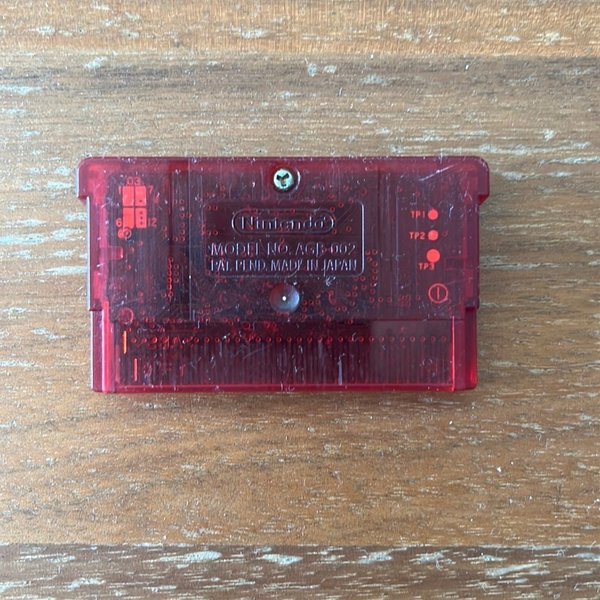 Nintendo
MODEL NO. AGB-002
PAT. PEND. MADE IN JAPAN
TP1
TP2
TP3